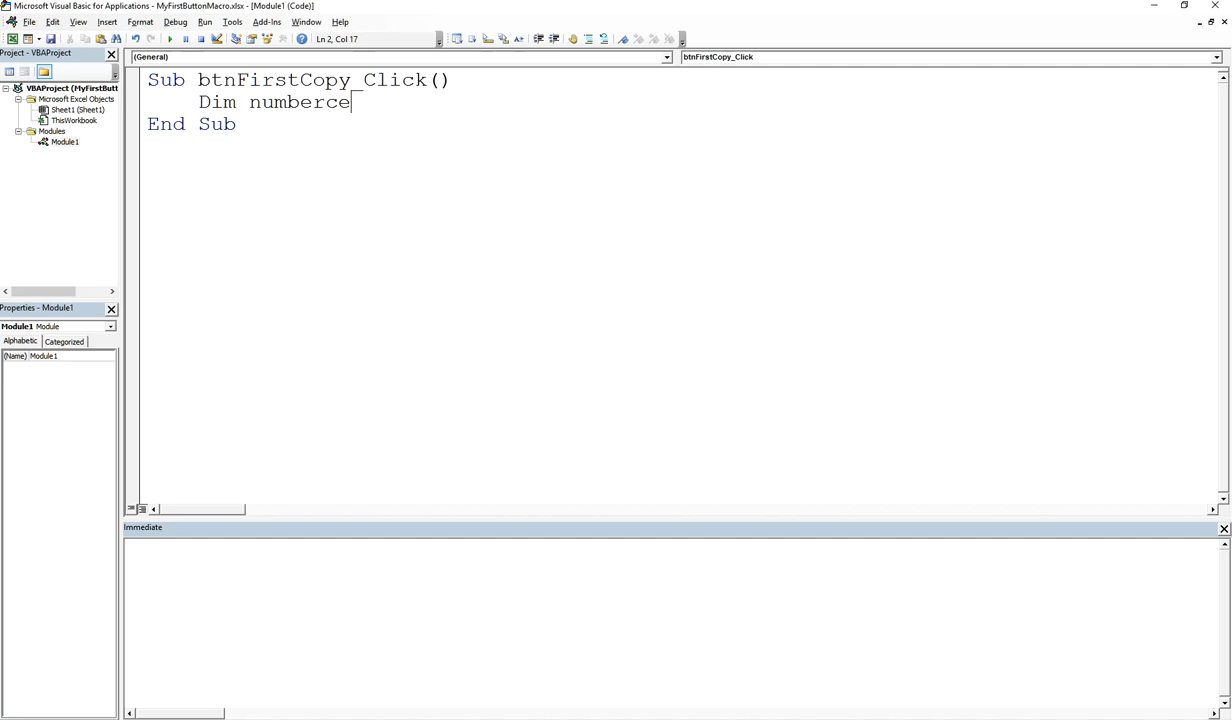 Microsoft Visual Basic for Applications - MyFirstButtonMacro.xlsx - [Module1 (Code)]
File Edit View Insert Format Debug Run Tools Add-Ins Window Help
Ln 2, Col 17
Project - VBAProject
(General)
btnFirstCopy_Click
VBAProject (MyFirstButt
Microsoft Excel Objects
Sheet1 (Sheet1)
ThisWorkbook
Modules
Module1
Sub btnFirstCopy_Click()
Dim numberce
End Sub
Properties - Module1
Module1 Module
Alphabetic Categorized
(Name) Module1
Immediate